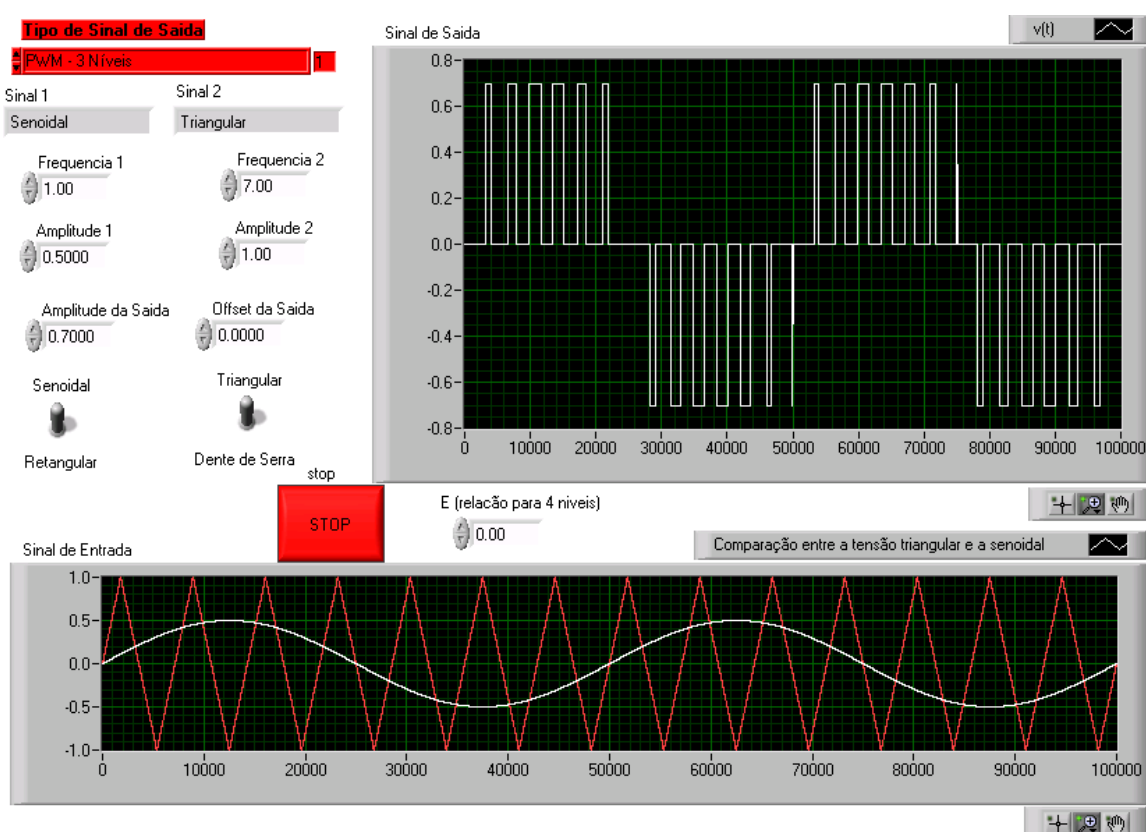 Tipo de Sinal de Saida
PWM - 3 Níveis
1
Sinal 1
Sinal 2
Senoidal
Triangular
Frequencia 1
Frequencia 2
1.00
7.00
Amplitude 1
Amplitude 2
0.5000
1.00
Amplitude da Saida
Offset da Saida
0.7000
0.0000
Senoidal
Triangular
Retangular
Dente de Serra
stop
STOP
Sinal de Saida
v(t)
0.8
0.6
0.4
0.2
0.0
-0.2
-0.4
-0.6
-0.8
0 10000 20000 30000 40000 50000 60000 70000 80000 90000 100000
E (relacão para 4 niveis)
0.00
Sinal de Entrada
Comparação entre a tensão triangular e a senoidal
1.0
0.5
0.0
-0.5
-1.0
0 10000 20000 30000 40000 50000 60000 70000 80000 90000 100000